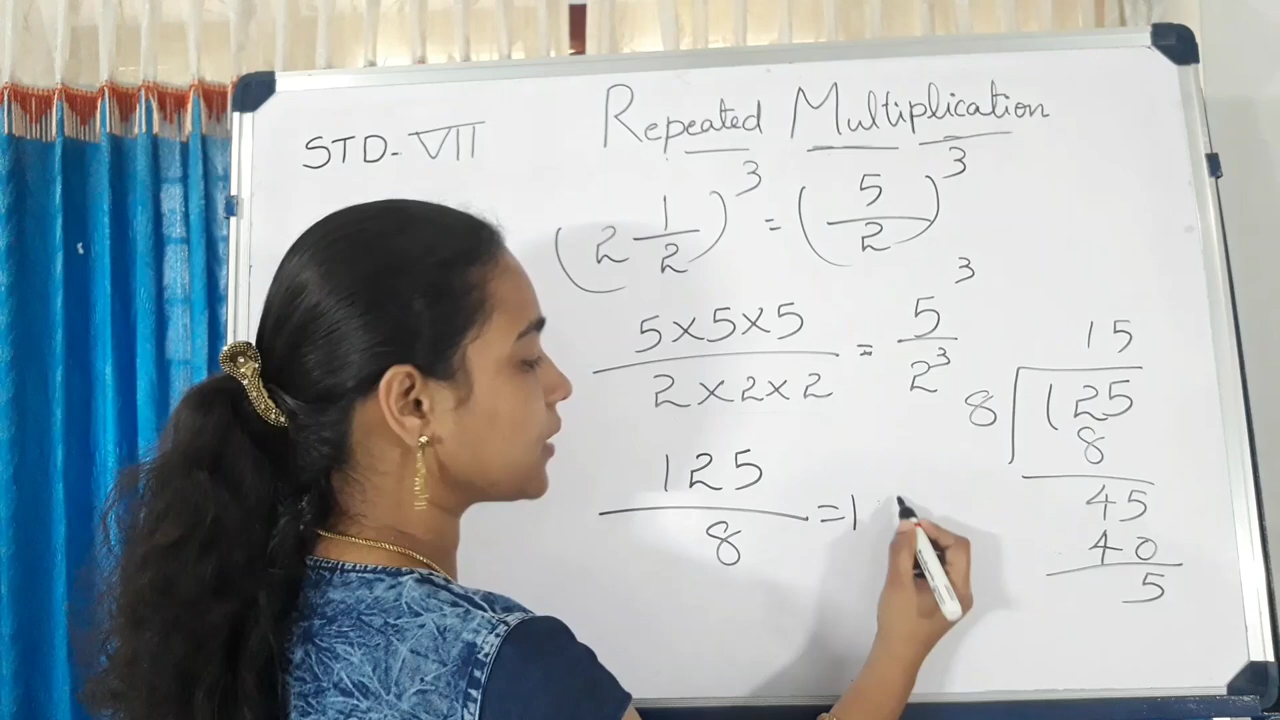 Repeated Multiplication
STD-VII
(2 1/2)³ = (5/2)³
5×5×5 / 2×2×2 = 5³/2³
125/8 = 1
15
8 125
8
45
40
5